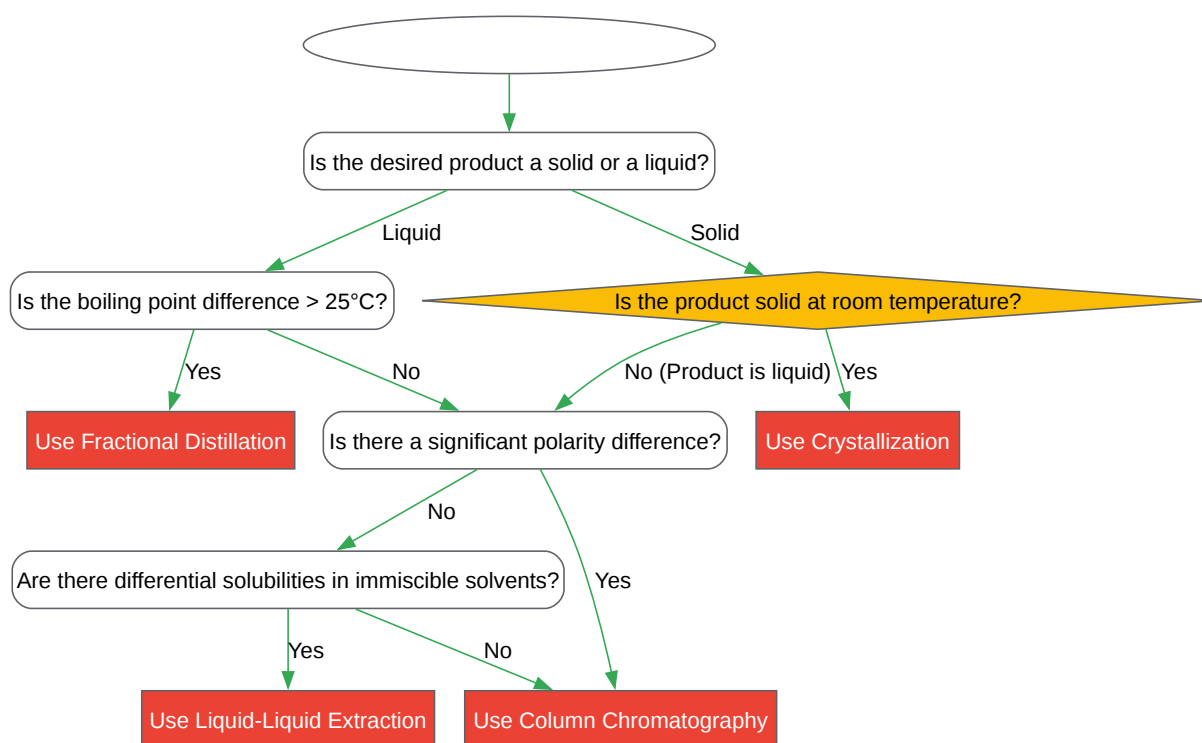 Is the desired product a solid or a liquid?
Liquid
Solid
Is the boiling point difference > 25°C?
Is the product solid at room temperature?
Yes
No
No (Product is liquid)
Yes
Use Fractional Distillation
Is there a significant polarity difference?
Use Crystallization
No
Are there differential solubilities in immiscible solvents?
Yes
Yes
No
Use Liquid-Liquid Extraction
Use Column Chromatography